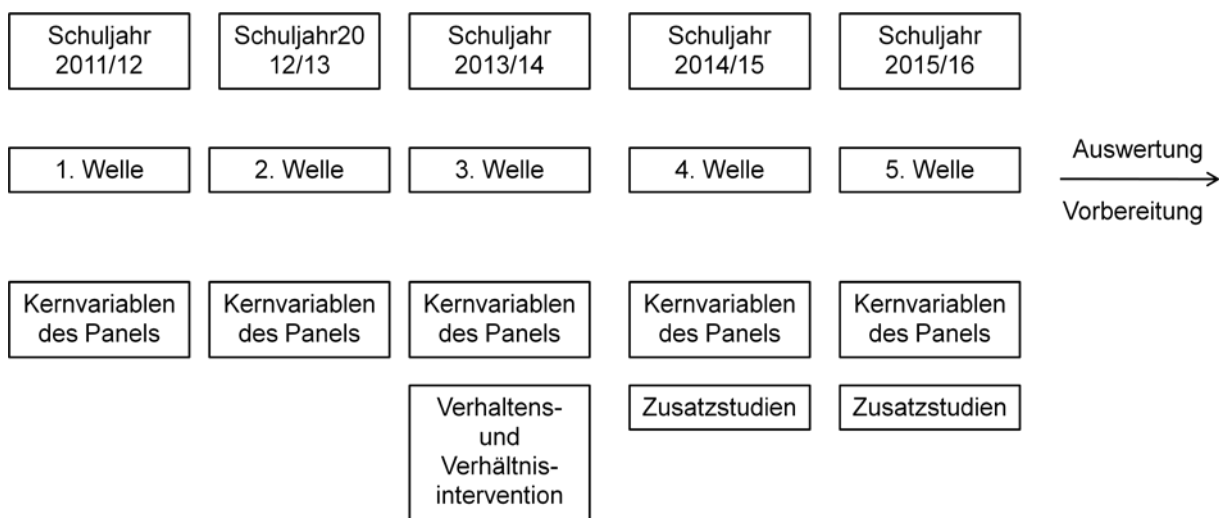 Schuljahr
2011/12
Schuljahr20
12/13
Schuljahr
2013/14
Schuljahr
2014/15
Schuljahr
2015/16
1. Welle
2. Welle
3. Welle
4. Welle
5. Welle
Auswertung
Vorbereitung
Kernvariablen
des Panels
Kernvariablen
des Panels
Kernvariablen
des Panels
Kernvariablen
des Panels
Kernvariablen
des Panels
Verhaltens-
und
Verhältnis-
intervention
Zusatzstudien
Zusatzstudien